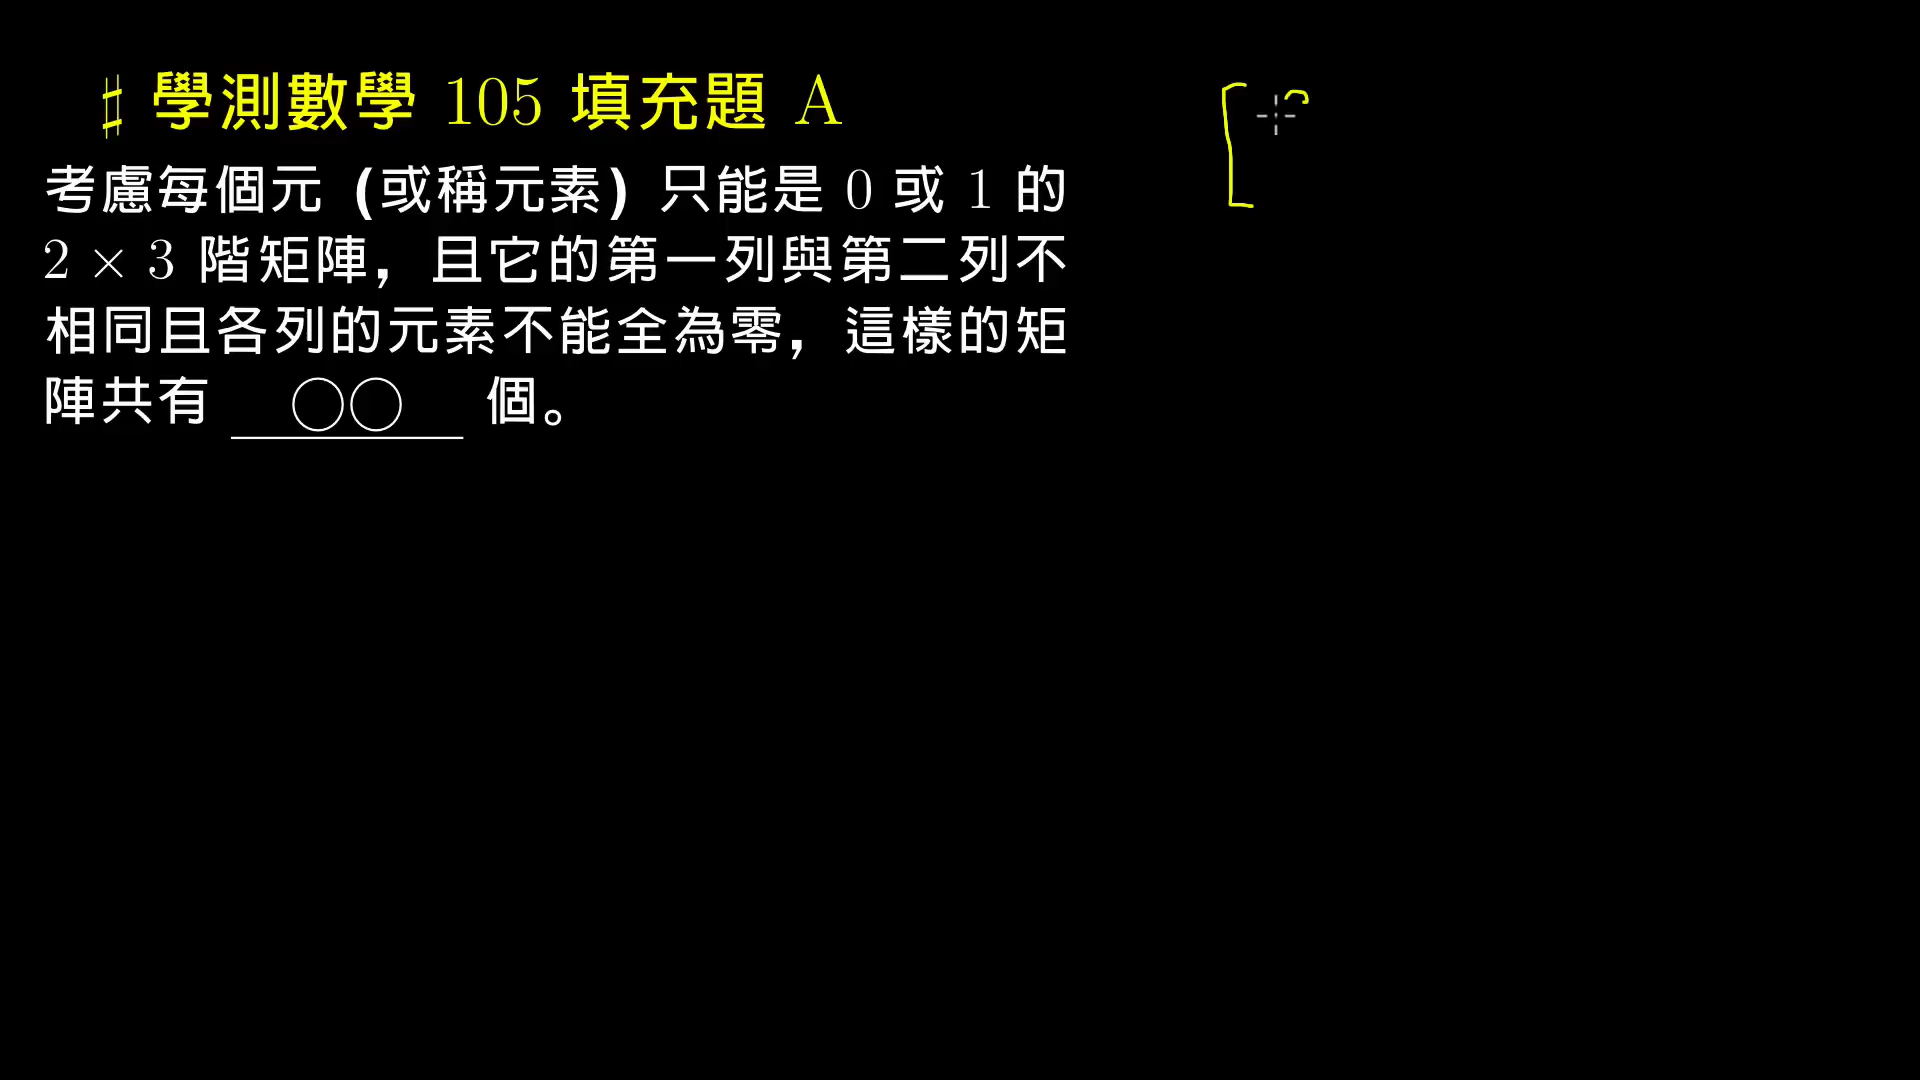 ♯ 學測數學 105 填充題 A
考慮每個元 (或稱元素) 只能是 0 或 1 的
2 × 3 階矩陣，且它的第一列與第二列不
相同且各列的元素不能全為零，這樣的矩
陣共有 ○○ 個。
[